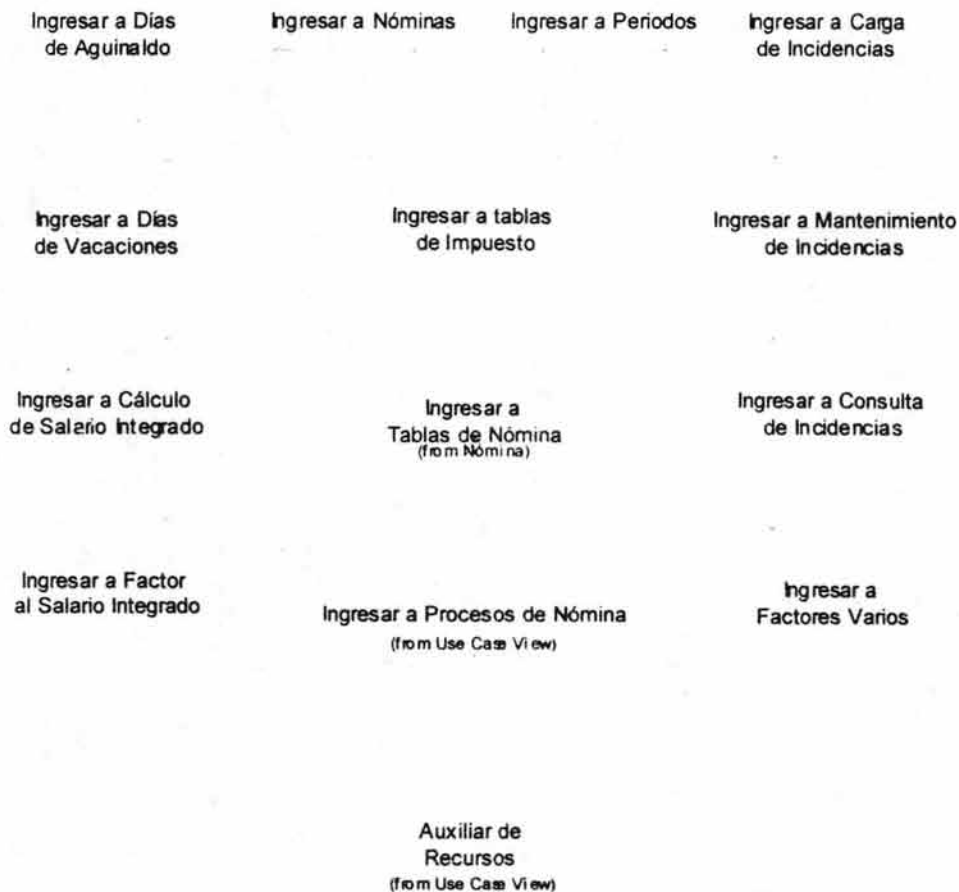 Ingresar a Días
de Aguinaldo
Ingresar a Nóminas
Ingresar a Periodos
Ingresar a Carga
de Incidencias
Ingresar a Días
de Vacaciones
Ingresar a tablas
de Impuesto
Ingresar a Mantenimiento
de Incidencias
Ingresar a Cálculo
de Salario Integrado
Ingresar a
Tablas de Nómina
(from Nómina)
Ingresar a Consulta
de Incidencias
Ingresar a Factor
al Salario Integrado
Ingresar a Procesos de Nómina
(from Use Case View)
Ingresar a
Factores Varios
Auxiliar de
Recursos
(from Use Case View)